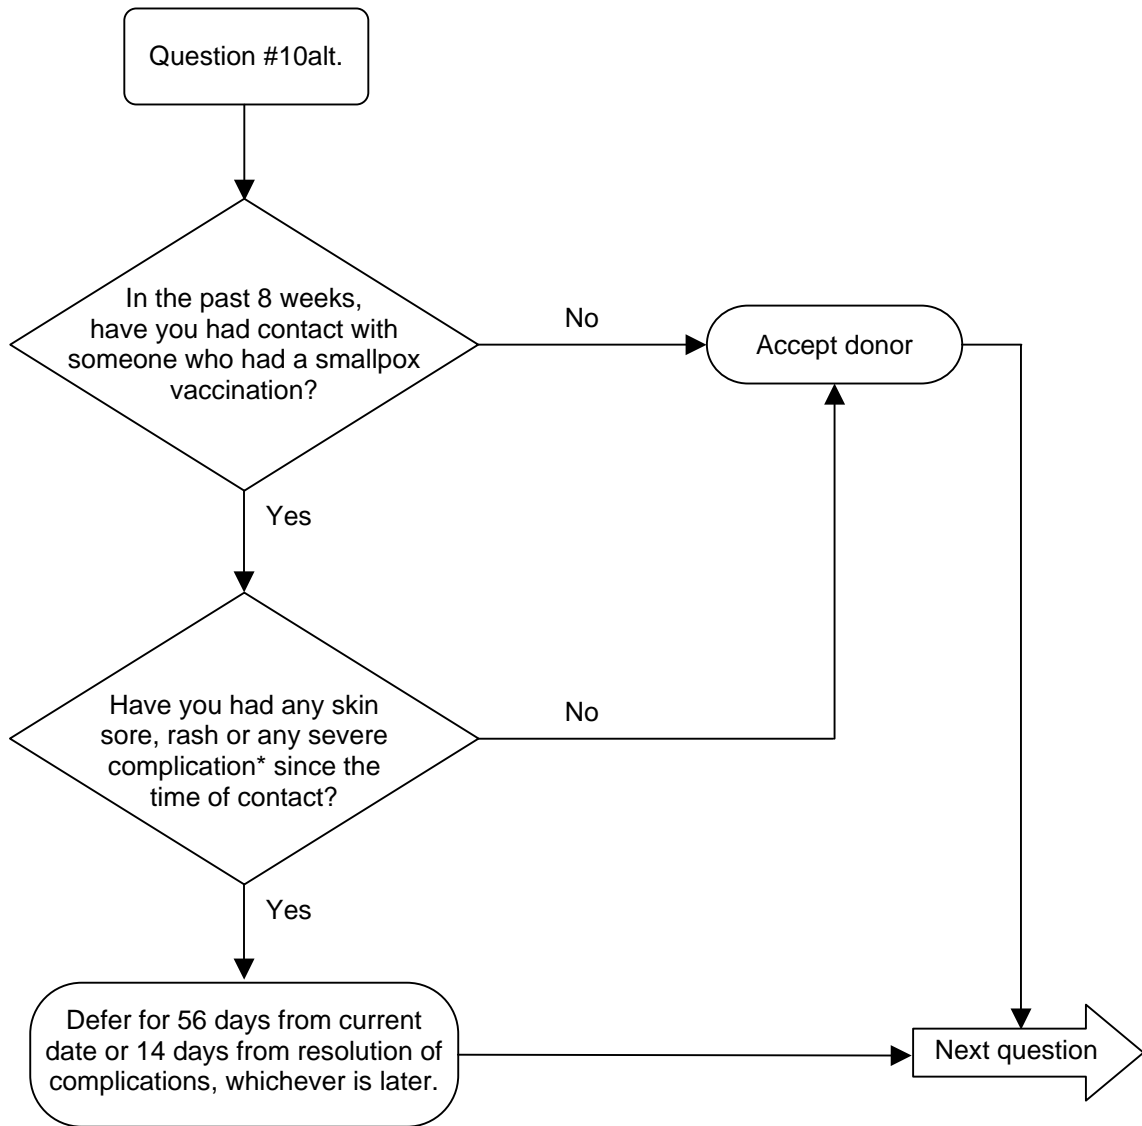 Question #10alt.
In the past 8 weeks,
have you had contact with
someone who had a smallpox
vaccination?
No
Accept donor
Yes
Have you had any skin
sore, rash or any severe
complication* since the
time of contact?
No
Yes
Defer for 56 days from current
date or 14 days from resolution of
complications, whichever is later.
Next question